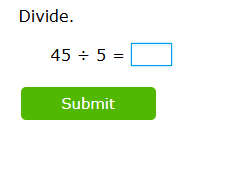 Divide.
45 ÷ 5 =
Submit